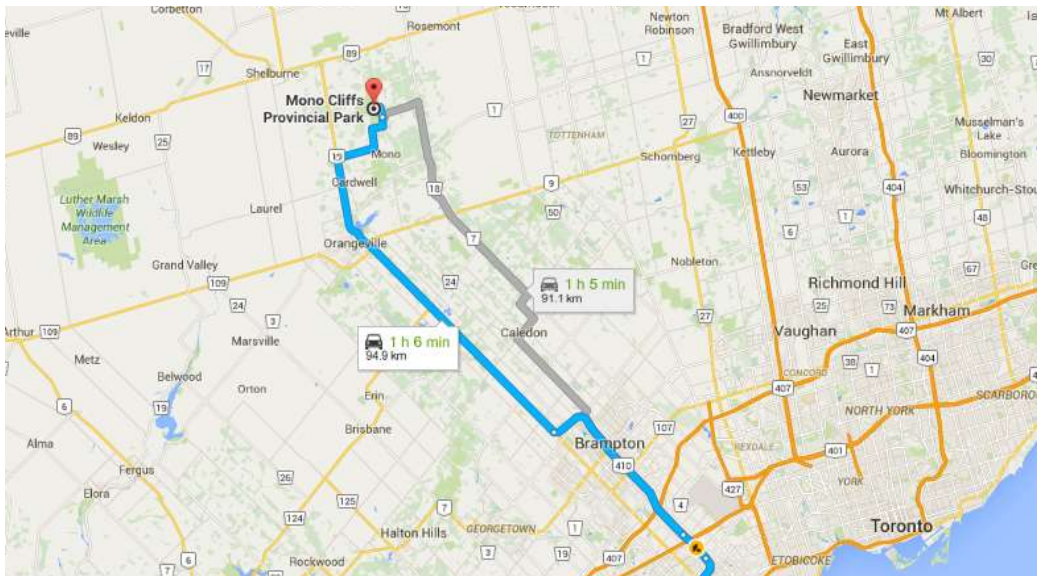 Corbetton
Rosemont
Newton
Robinson
Bradford West
Gwillimbury
Mt Albert
East
Gwillimbury
89
Shelburne
17
400
Ansnorveldt
48
Mono Cliffs
Provincial Park
Newmarket
1
Keldon
89
25
Wesley
TOTTENHAM
27
Musselman's
Lake
Bloomington
19
Mono
Schomberg
Kettleby
Aurora
Cardwell
18
9
53
404
Whitchurch-Stou
Luther Marsh
Wildlife
Management
Area
Laurel
50
1
48
7
6
Orangeville
Grand Valley
24
Nobleton
67
109
1 h 5 min
91.1 km
Richmond Hill
25
73
Markham
Arthur
109
3
Marsville
1 h 6 min
94.9 km
Caledon
27
Vaughan
407
Metz
38
1
404
Belwood
CONCORD
6
19
Orton
Erin
407
SCARBORO
Alma
Brisbane
107
NORTH YORK
Brampton
REXDALE
401
Fergus
26
410
YORK
Elora
125
427
124
7
4
Halton Hills
GEORGETOWN
1
Toronto
6
407
3
Rockwood
407
ETOBICOKE